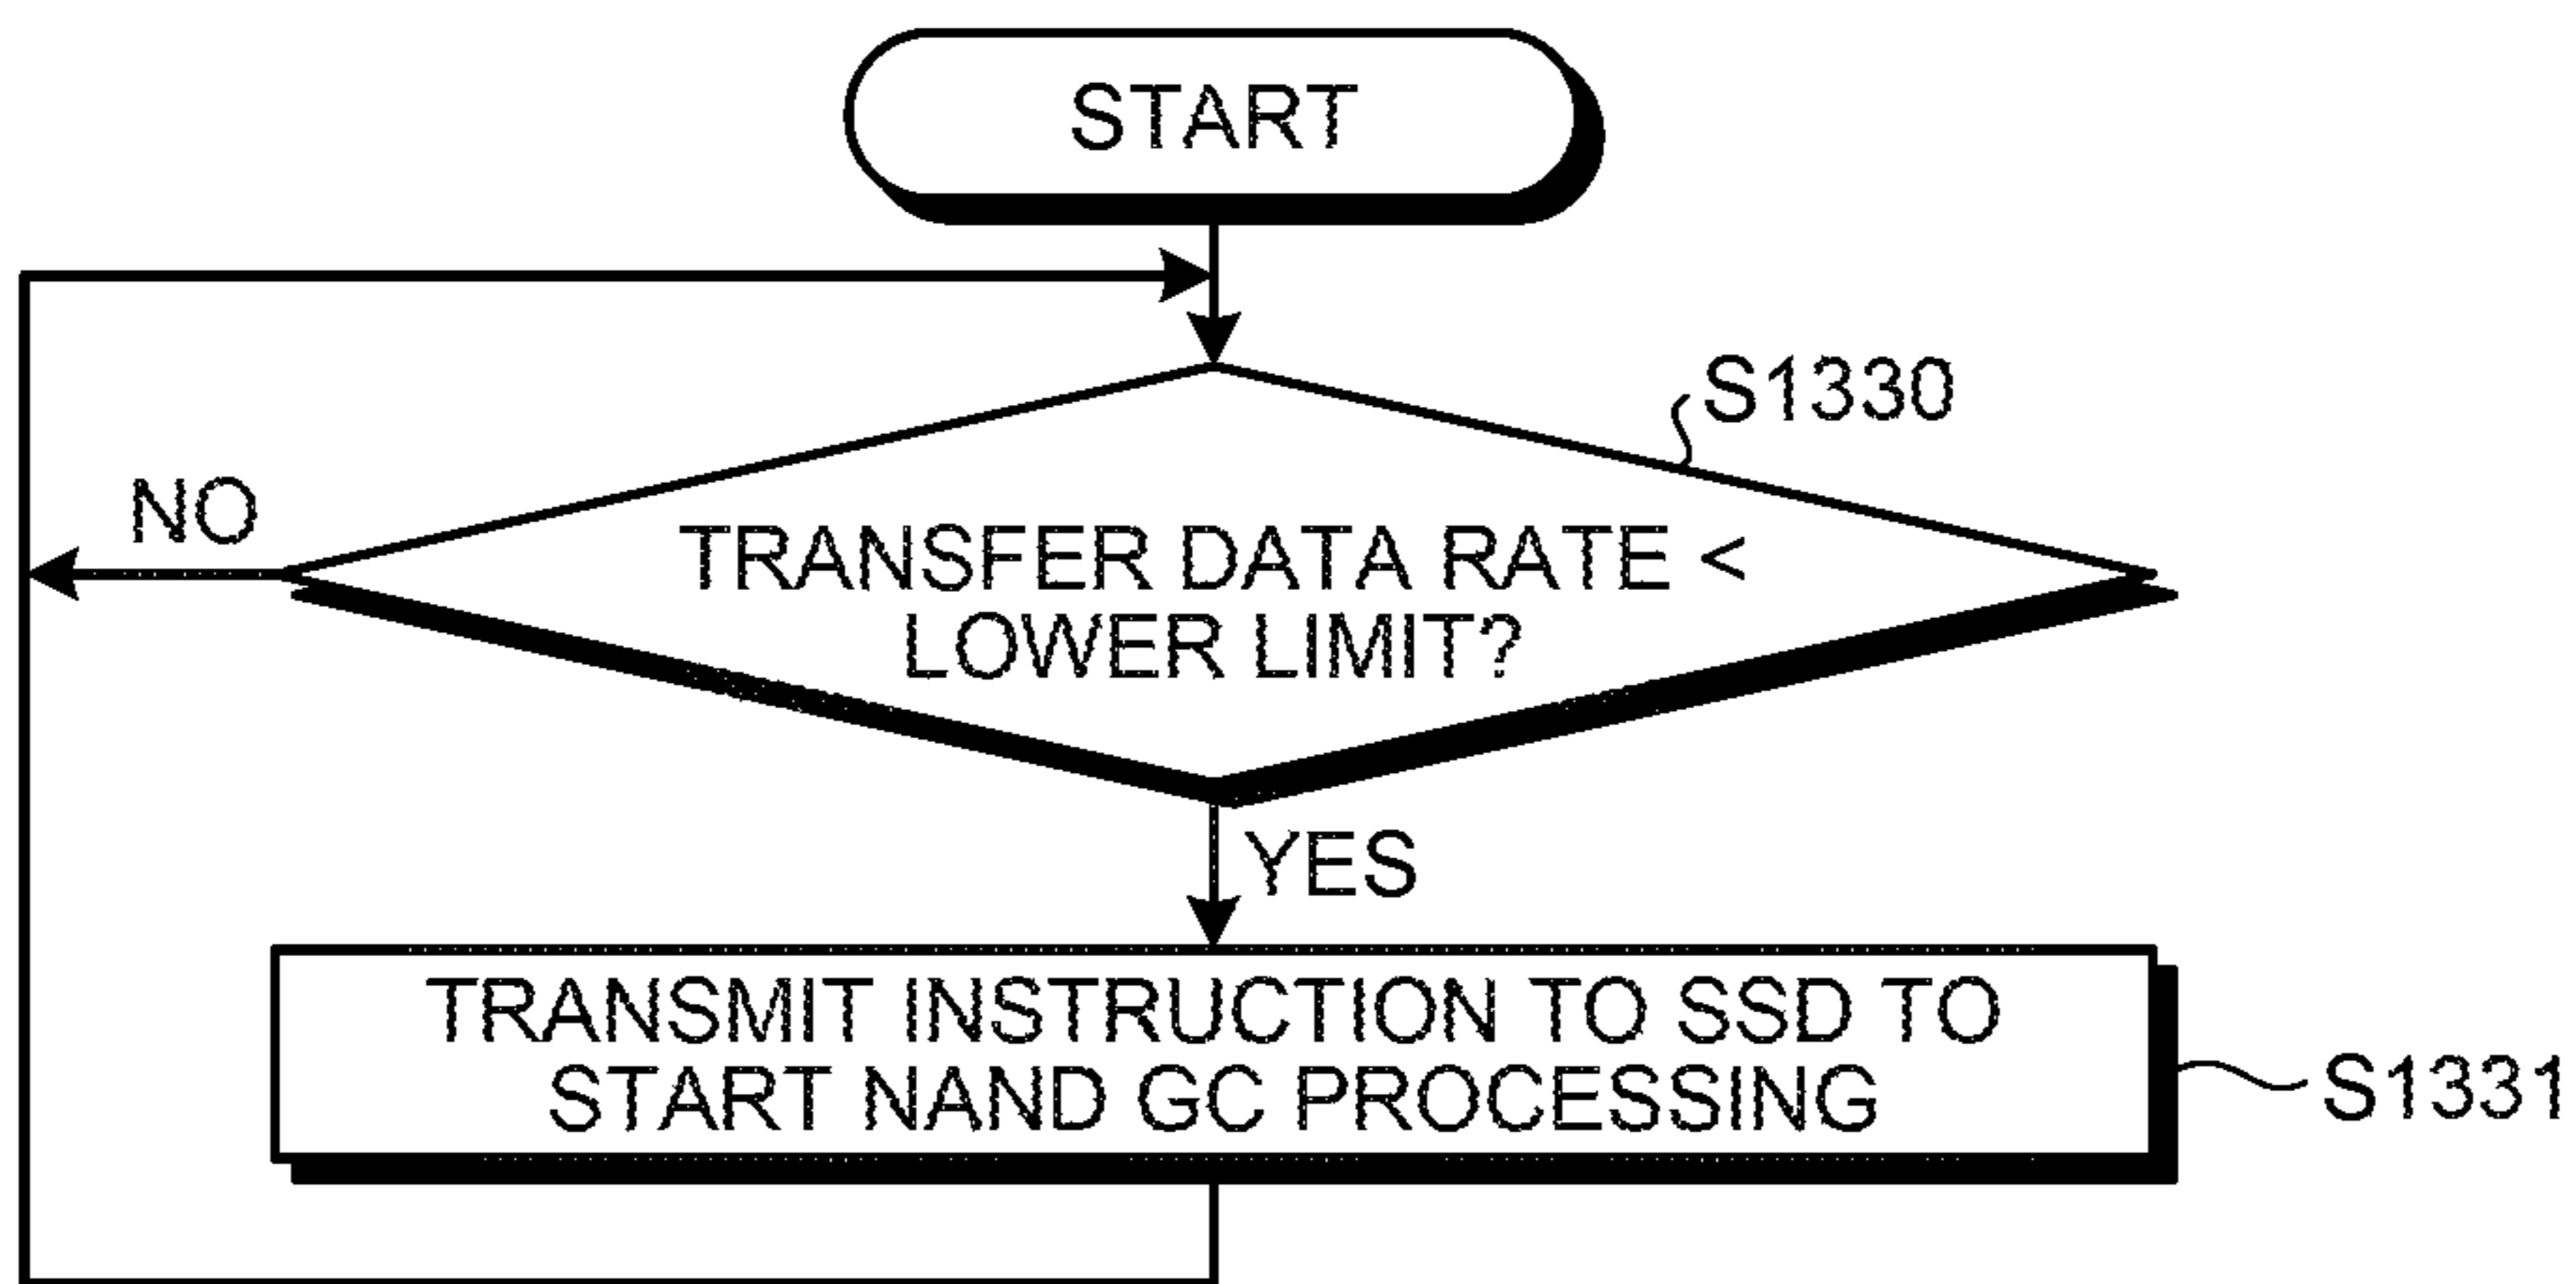 START
S1330
NO
TRANSFER DATA RATE <
LOWER LIMIT?
YES
TRANSMIT INSTRUCTION TO SSD TO
START NAND GC PROCESSING
S1331